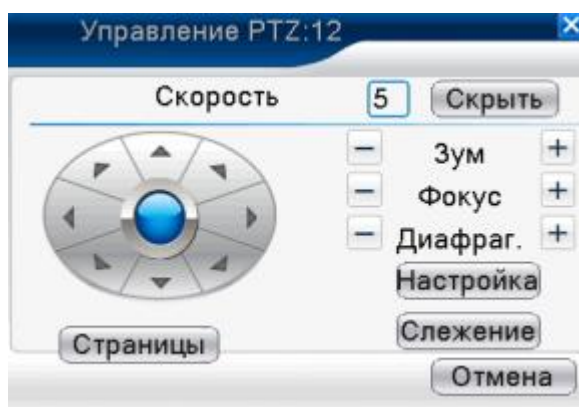 Управление PTZ:12
Скорость 5 Скрыть
− Зум +
− Фокус +
− Диафраг. +
Настройка
Слежение
Страницы
Отмена